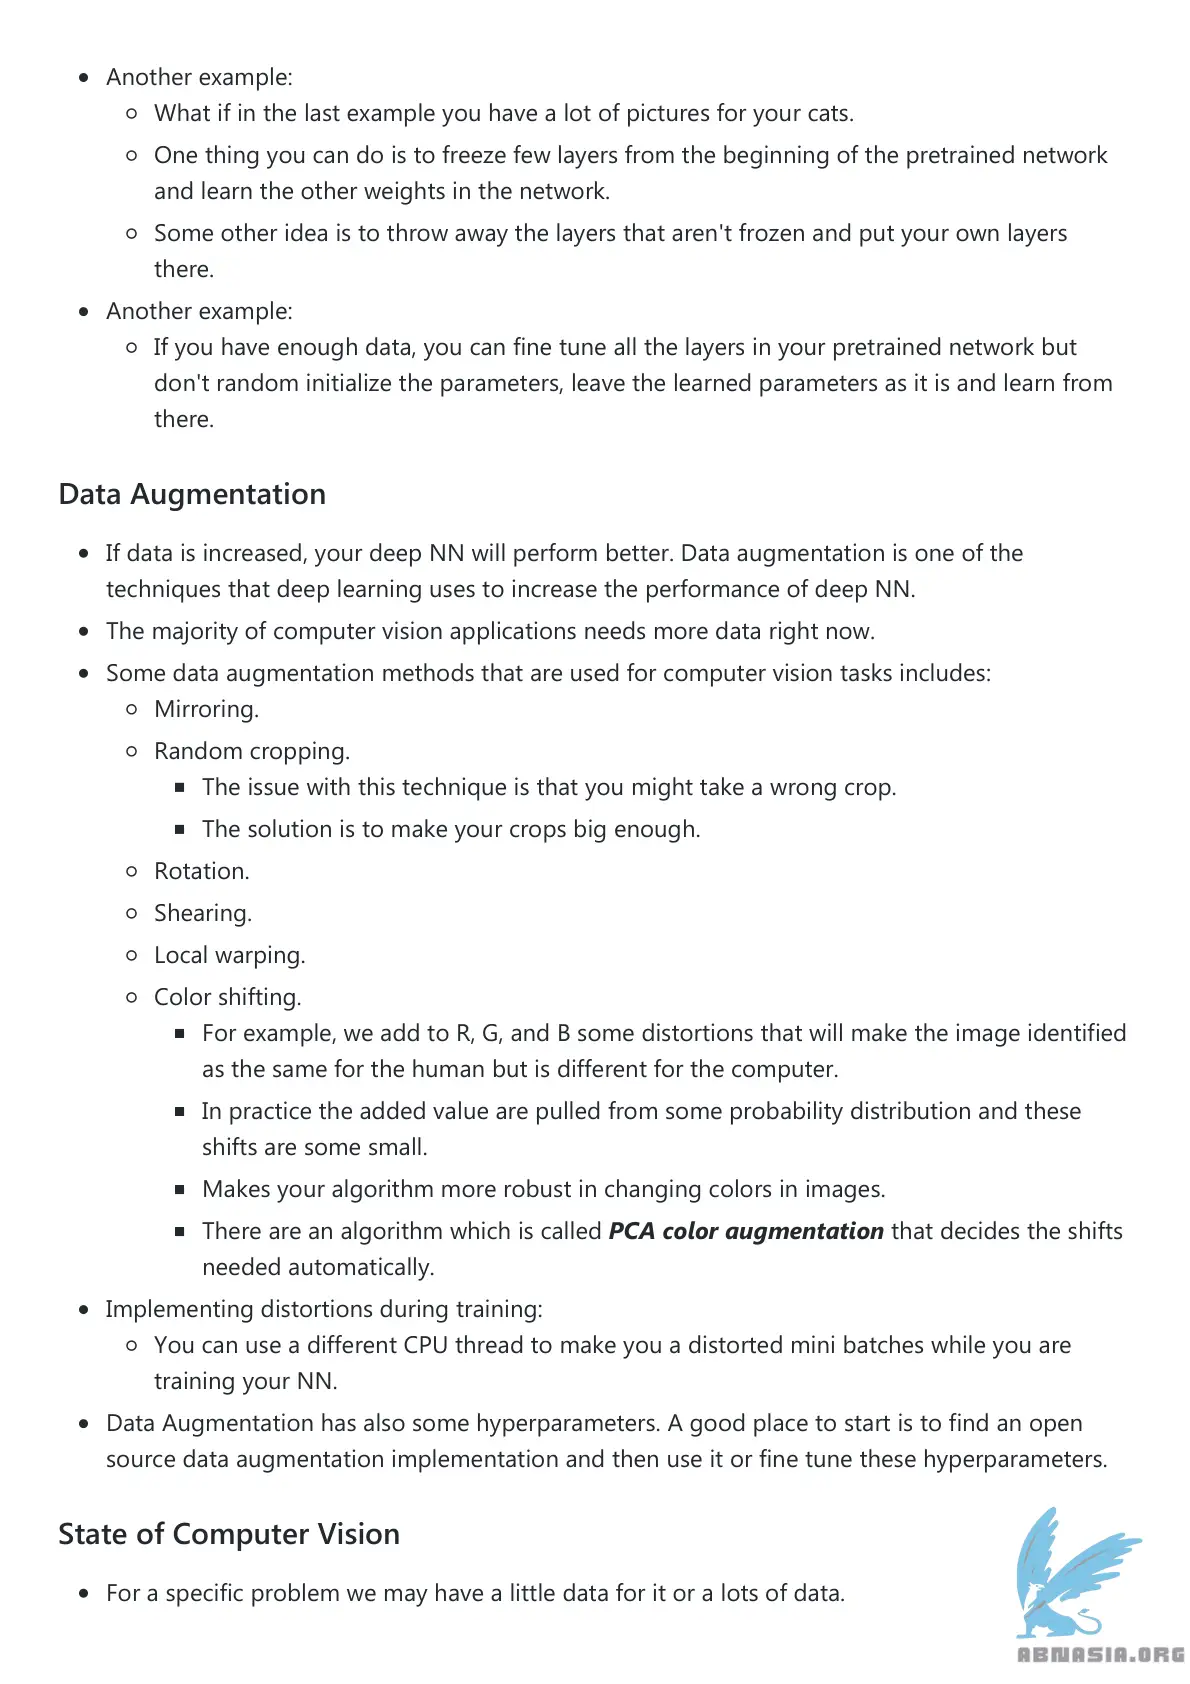 Another example:
What if in the last example you have a lot of pictures for your cats.
One thing you can do is to freeze few layers from the beginning of the pretrained network
and learn the other weights in the network.
Some other idea is to throw away the layers that aren't frozen and put your own layers
there.
Another example:
If you have enough data, you can fine tune all the layers in your pretrained network but
don't random initialize the parameters, leave the learned parameters as it is and learn from
there.
Data Augmentation
If data is increased, your deep NN will perform better. Data augmentation is one of the
techniques that deep learning uses to increase the performance of deep NN.
The majority of computer vision applications needs more data right now.
Some data augmentation methods that are used for computer vision tasks includes:
Mirroring.
Random cropping.
The issue with this technique is that you might take a wrong crop.
The solution is to make your crops big enough.
Rotation.
Shearing.
Local warping.
Color shifting.
For example, we add to R, G, and B some distortions that will make the image identified
as the same for the human but is different for the computer.
In practice the added value are pulled from some probability distribution and these
shifts are some small.
Makes your algorithm more robust in changing colors in images.
There are an algorithm which is called PCA color augmentation that decides the shifts
needed automatically.
Implementing distortions during training:
You can use a different CPU thread to make you a distorted mini batches while you are
training your NN.
Data Augmentation has also some hyperparameters. A good place to start is to find an open
source data augmentation implementation and then use it or fine tune these hyperparameters.
State of Computer Vision
For a specific problem we may have a little data for it or a lots of data.
ABNASIA.ORG